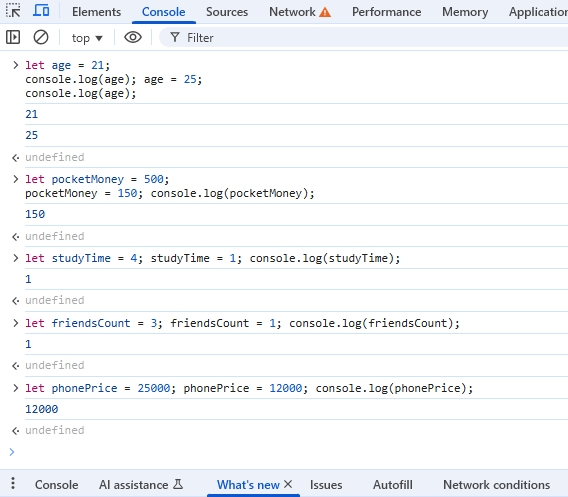 Elements Console Sources Network Performance Memory Application
top Filter
let age = 21;
console.log(age); age = 25;
console.log(age);
21
25
undefined
let pocketMoney = 500;
pocketMoney = 150; console.log(pocketMoney);
150
undefined
let studyTime = 4; studyTime = 1; console.log(studyTime);
1
undefined
let friendsCount = 3; friendsCount = 1; console.log(friendsCount);
1
undefined
let phonePrice = 25000; phonePrice = 12000; console.log(phonePrice);
12000
undefined
Console AI assistance What's new Issues Autofill Network conditions